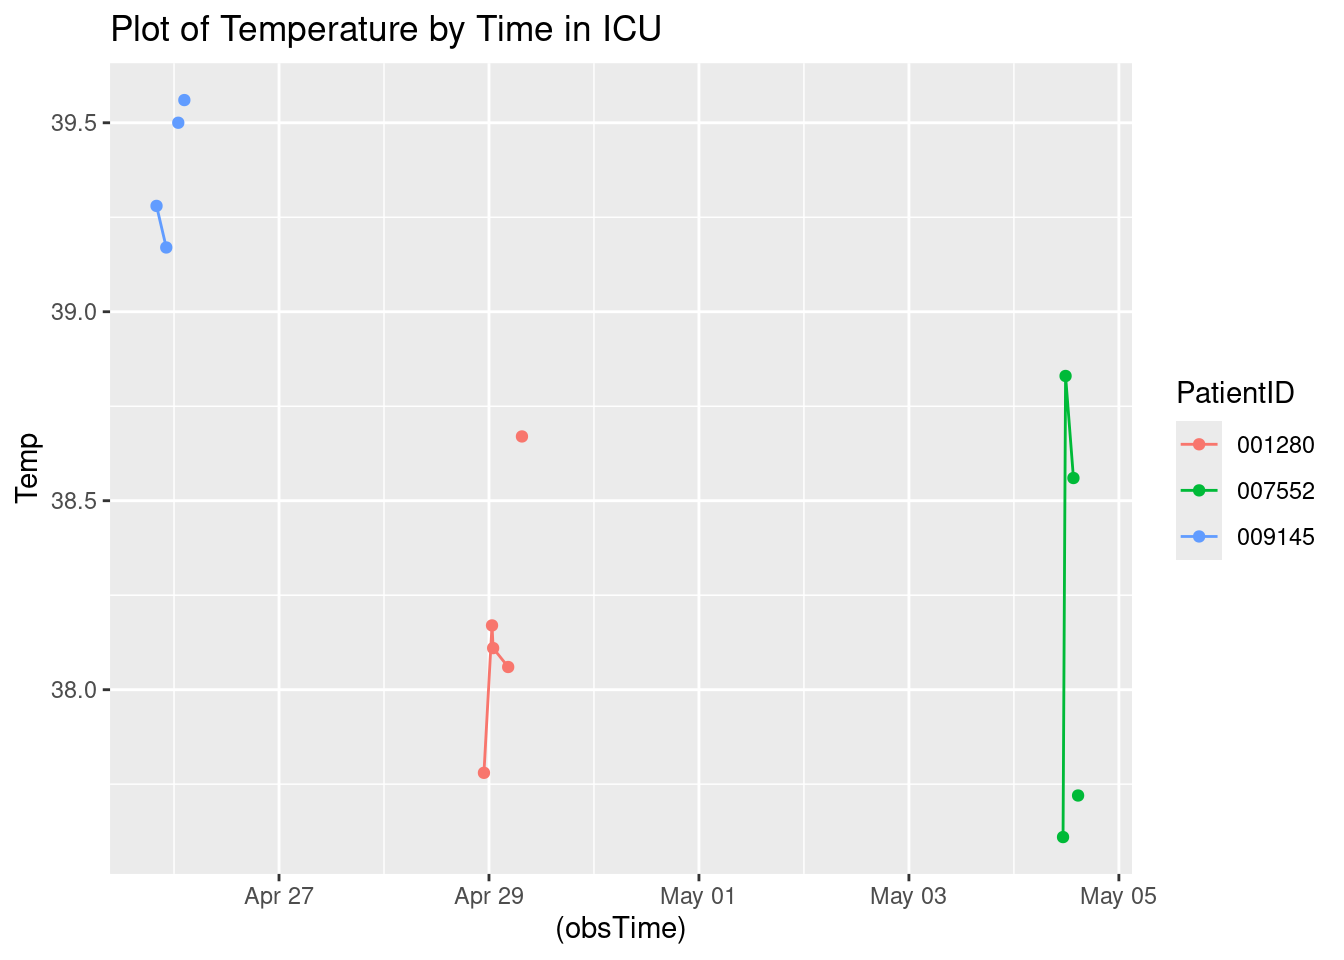 Plot of Temperature by Time in ICU
39.5
39.0
38.5
38.0
Temp
Apr 27
Apr 29
May 01
May 03
May 05
(obsTime)
PatientID
001280
007552
009145